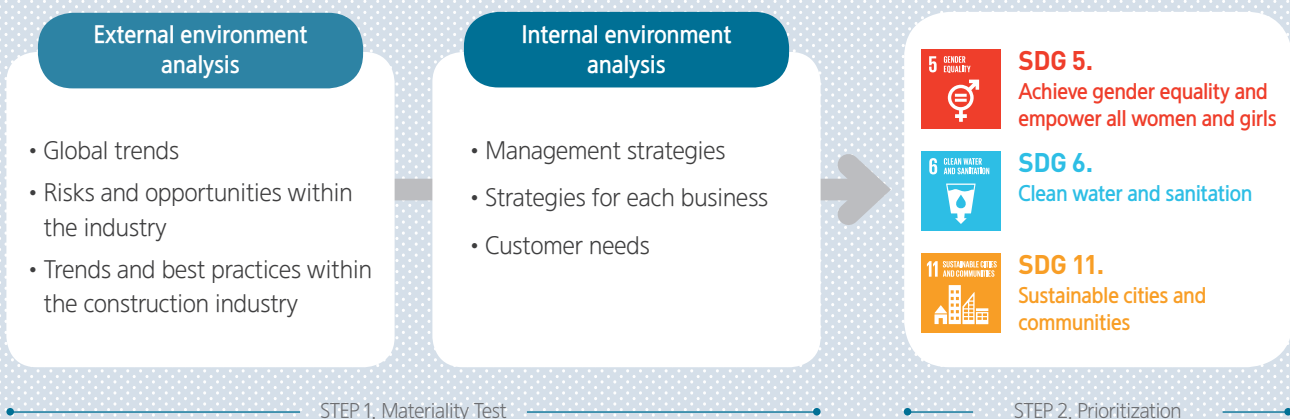 External environment
analysis
• Global trends
• Risks and opportunities within
the industry
• Trends and best practices within
the construction industry
Internal environment
analysis
• Management strategies
• Strategies for each business
• Customer needs
5 GENDER
EQUALITY
SDG 5.
Achieve gender equality and
empower all women and girls
6 CLEAN WATER
AND SANITATION
SDG 6.
Clean water and sanitation
11 SUSTAINABLE CITIES
AND COMMUNITIES
SDG 11.
Sustainable cities and
communities
STEP 1, Materiality Test
STEP 2, Prioritization